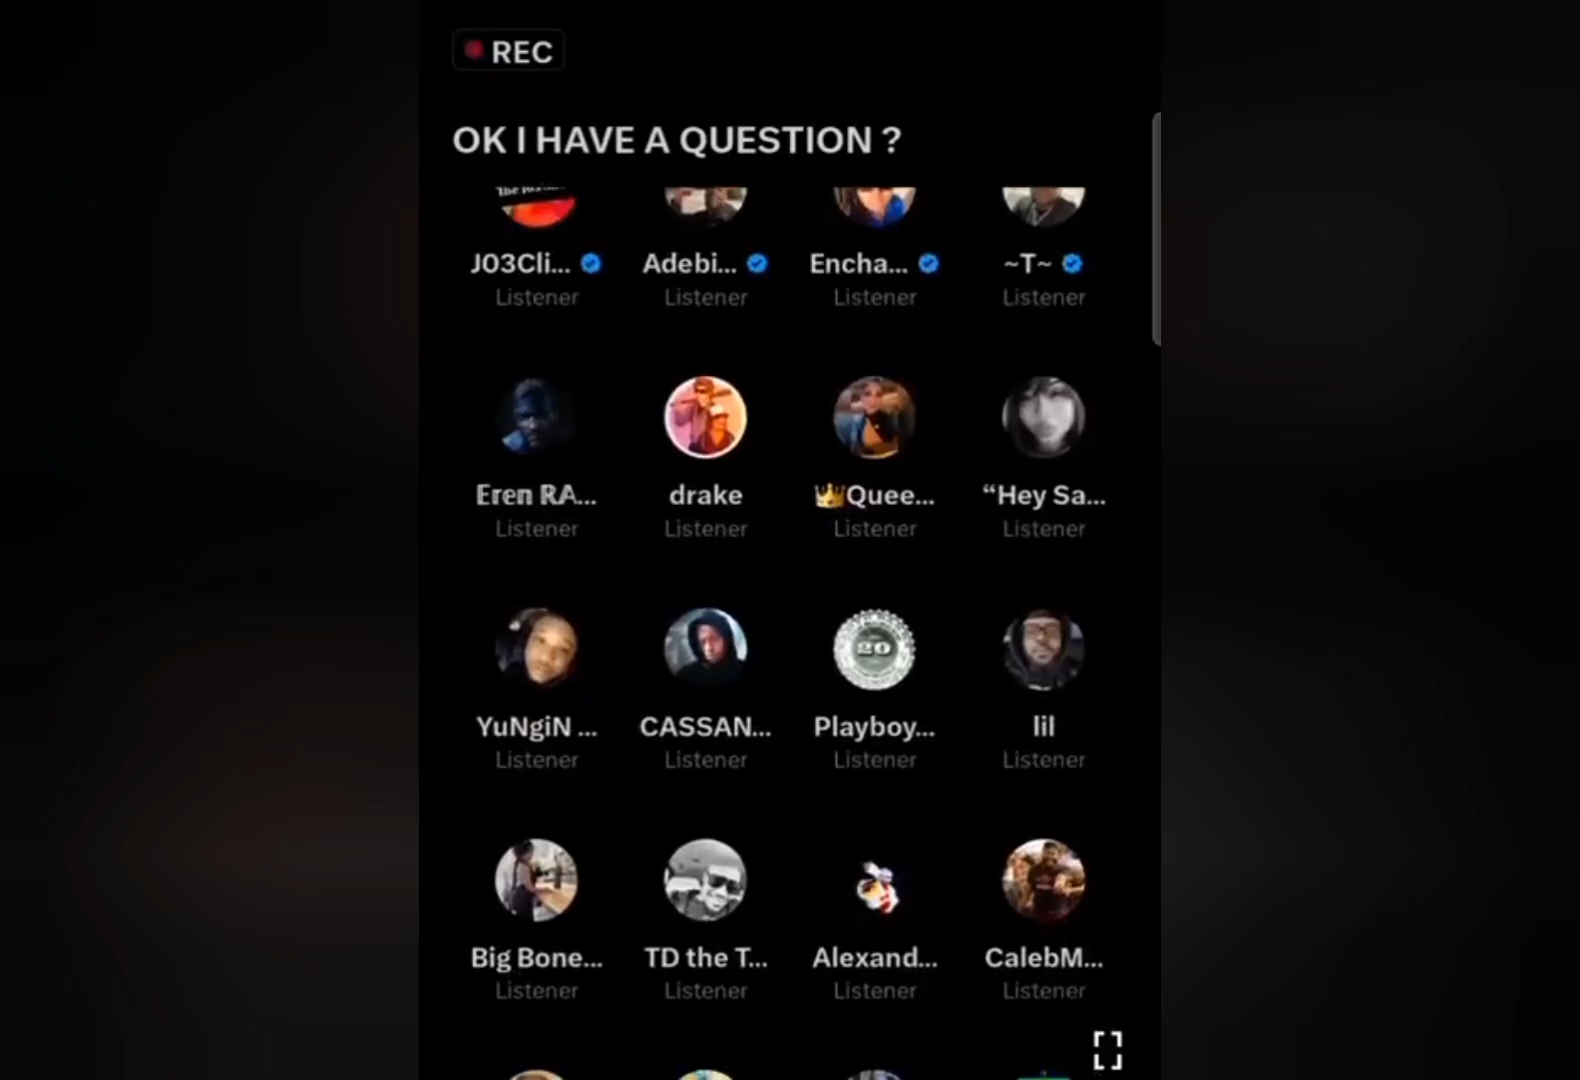 REC
OK I HAVE A QUESTION ?
J03Cli... Adebi... Encha... ~T~
Listener Listener Listener Listener
Eren RA... drake 👑Quee... “Hey Sa...
Listener Listener Listener Listener
20
YuNgiN ... CASSAN... Playboy... lil
Listener Listener Listener Listener
Big Bone... TD the T... Alexand... CalebM...
Listener Listener Listener Listener